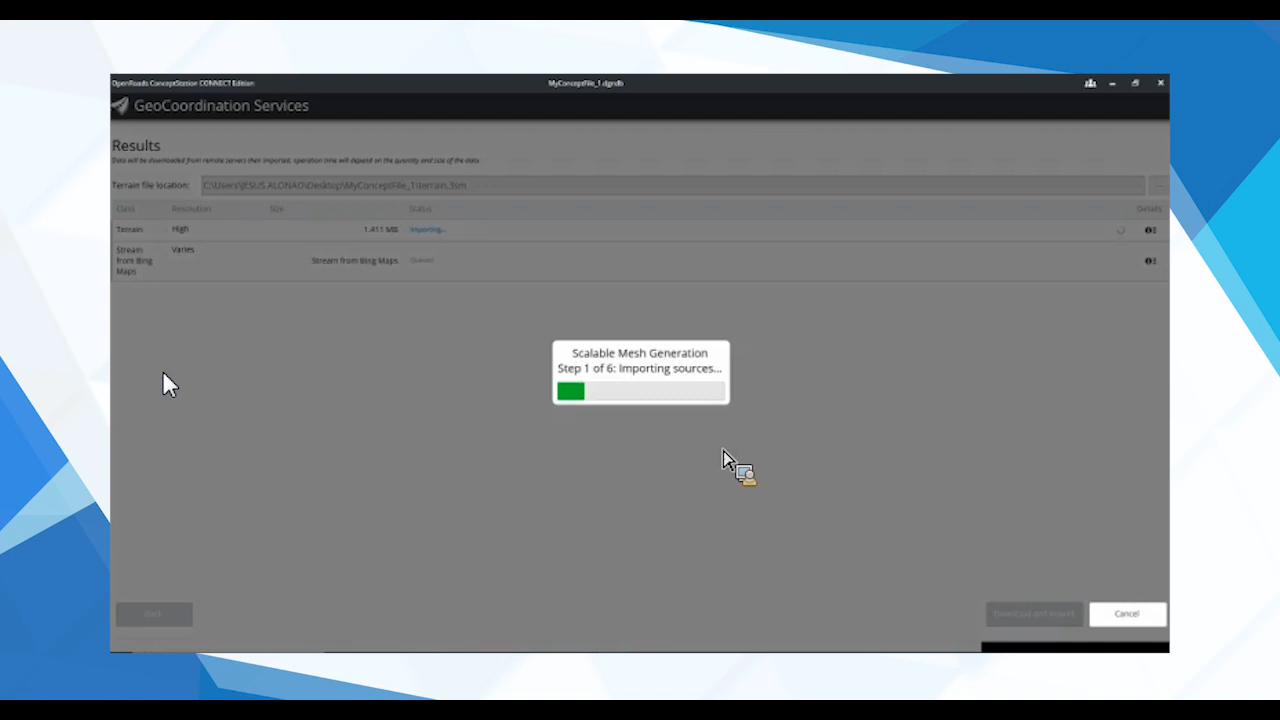 OpenRoads ConceptStation CONNECT Edition
MyConceptFile_1.dgndb
GeoCoordination Services
Results
Data will be downloaded from remote servers then imported, operation time will depend on the quantity and size of the data.
Terrain file location: C:\Users\JESUS ALONAO\Desktop\MyConceptFile_1\terrain.3sm
Class Resolution Size Status Details
Terrain High 1.411 MB Importing...
Stream from Bing Maps Varies Stream from Bing Maps Queued
Scalable Mesh Generation
Step 1 of 6: Importing sources...
Back
Download and Import
Cancel